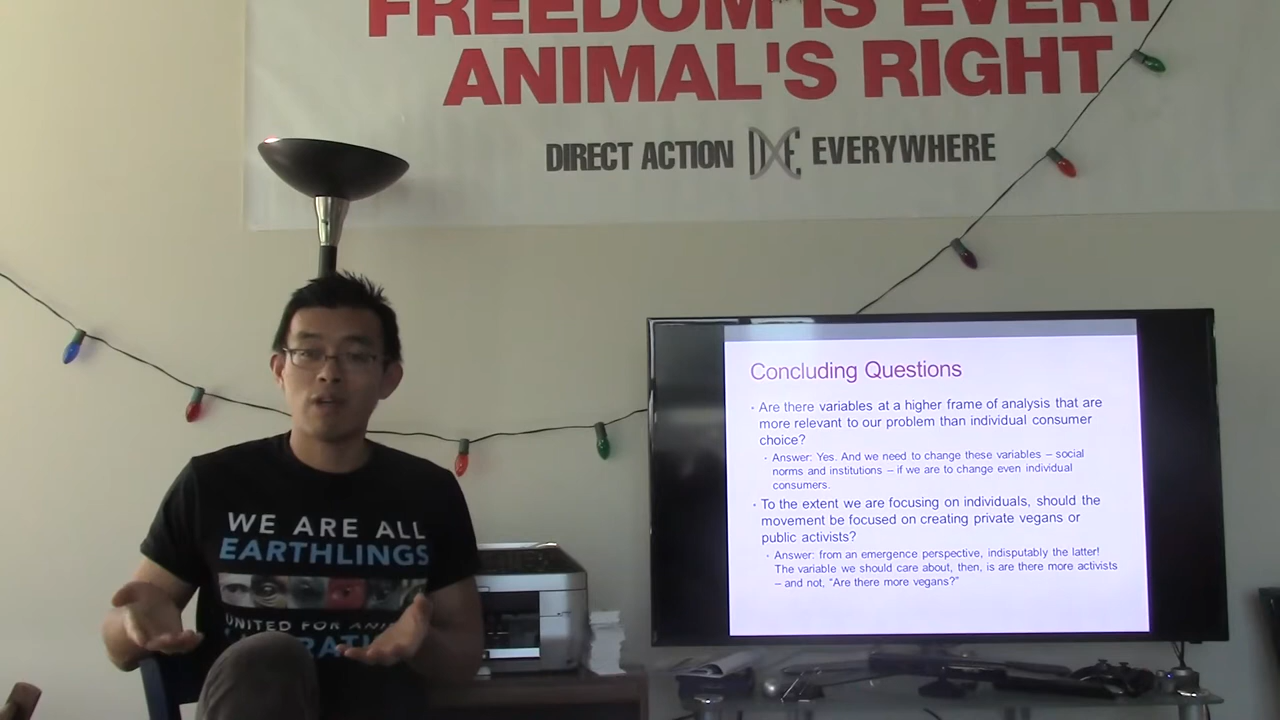 FREEDOM IS EVERY
ANIMAL'S RIGHT
DIRECT ACTION DXE EVERYWHERE
WE ARE ALL
EARTHLINGS
UNITED FOR
Concluding Questions
· Are there variables at a higher frame of analysis that are
more relevant to our problem than individual consumer
choice?
· Answer: Yes. And we need to change these variables – social
norms and institutions – if we are to change even individual
consumers.
· To the extent we are focusing on individuals, should the
movement be focused on creating private vegans or
public activists?
· Answer: from an emergence perspective, indisputably the latter!
The variable we should care about, then, is are there more activists
– and not, “Are there more vegans?”